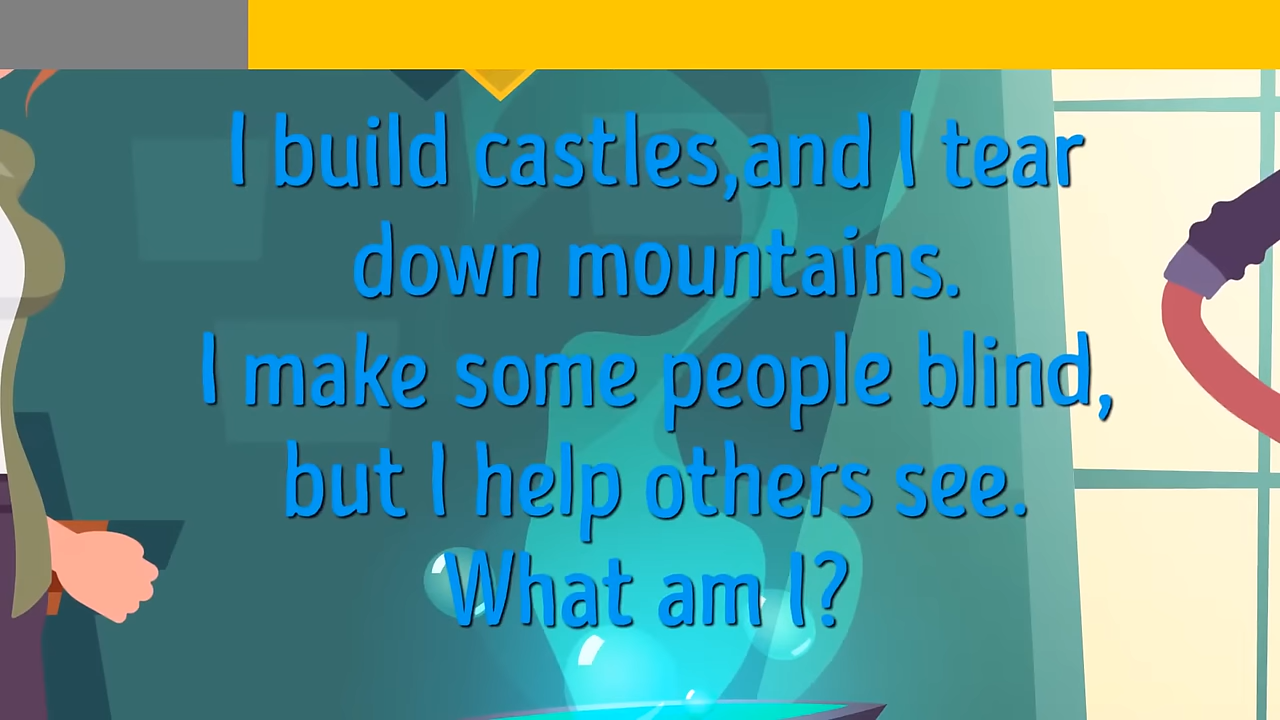 I build castles,and I tear
down mountains.
I make some people blind,
but I help others see.
What am I?